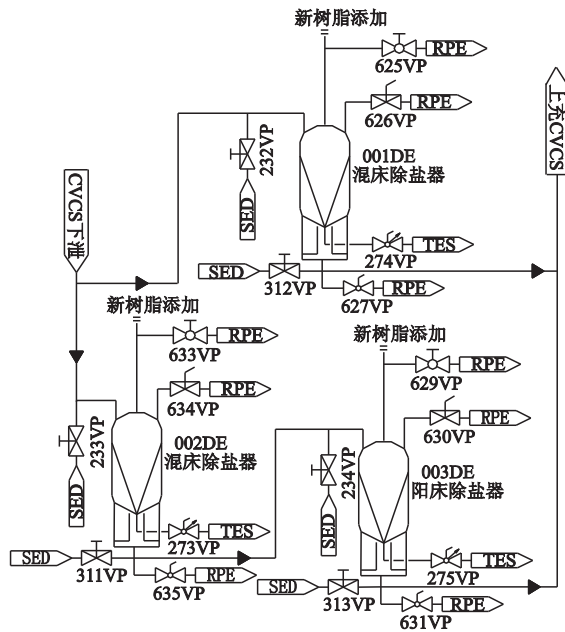 新树脂添加
RPE
625VP
RPE
626VP
上充CVCS
232VP
SED
001DE
混床除盐器
CVCS下泄
TES
274VP
SED
312VP
RPE
627VP
新树脂添加
RPE
633VP
RPE
634VP
新树脂添加
RPE
629VP
RPE
630VP
233VP
SED
002DE
混床除盐器
234VP
SED
003DE
阳床除盐器
TES
273VP
SED
311VP
RPE
635VP
TES
275VP
SED
313VP
RPE
631VP